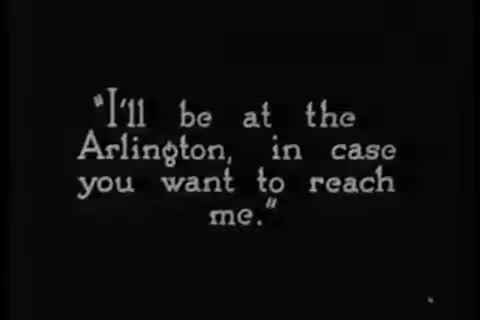 "I'll be at the
Arlington, in case
you want to reach
me."